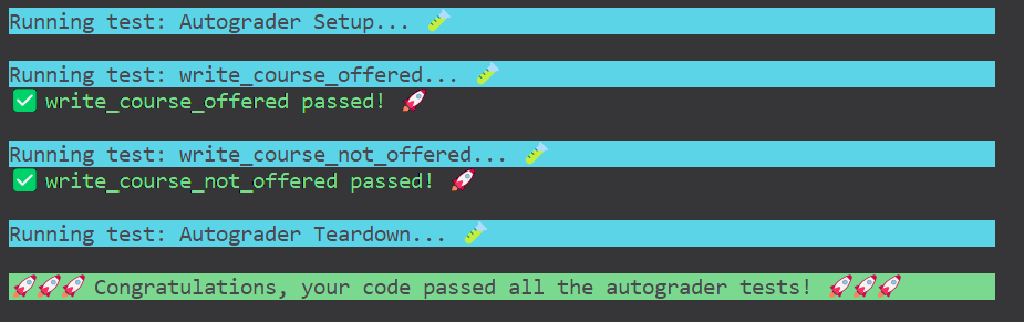 Running test: Autograder Setup... 🧪
Running test: write_course_offered... 🧪
✅ write_course_offered passed! 🚀
Running test: write_course_not_offered... 🧪
✅ write_course_not_offered passed! 🚀
Running test: Autograder Teardown... 🧪
🚀🚀🚀 Congratulations, your code passed all the autograder tests! 🚀🚀🚀